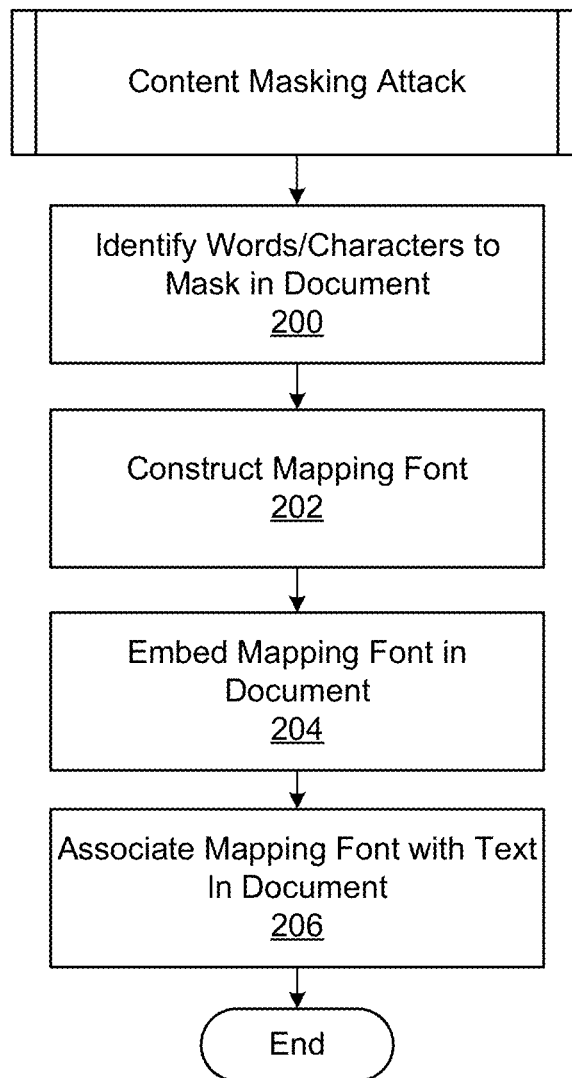 Content Masking Attack
Identify Words/Characters to
Mask in Document
200
Construct Mapping Font
202
Embed Mapping Font in
Document
204
Associate Mapping Font with Text
In Document
206
End